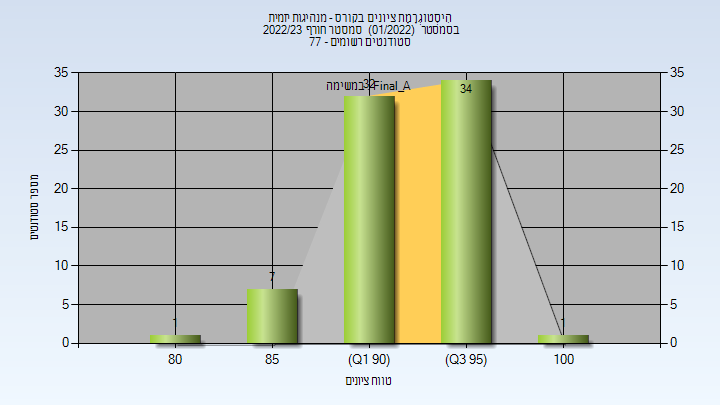 היסְטוגְרָמַת ציונים בקורס - מנהיגות יזמית
בסמסטר (01/2022) סמסטר חורף 2022/23
סטודנטים רשומים - 77
במשימה Final_A
35 30 25 20 15 10 5 0
מספר סטודנטים
1 7 32 34 1
35 30 25 20 15 10 5 0
80 85 (Q1 90) (Q3 95) 100
טווח ציונים